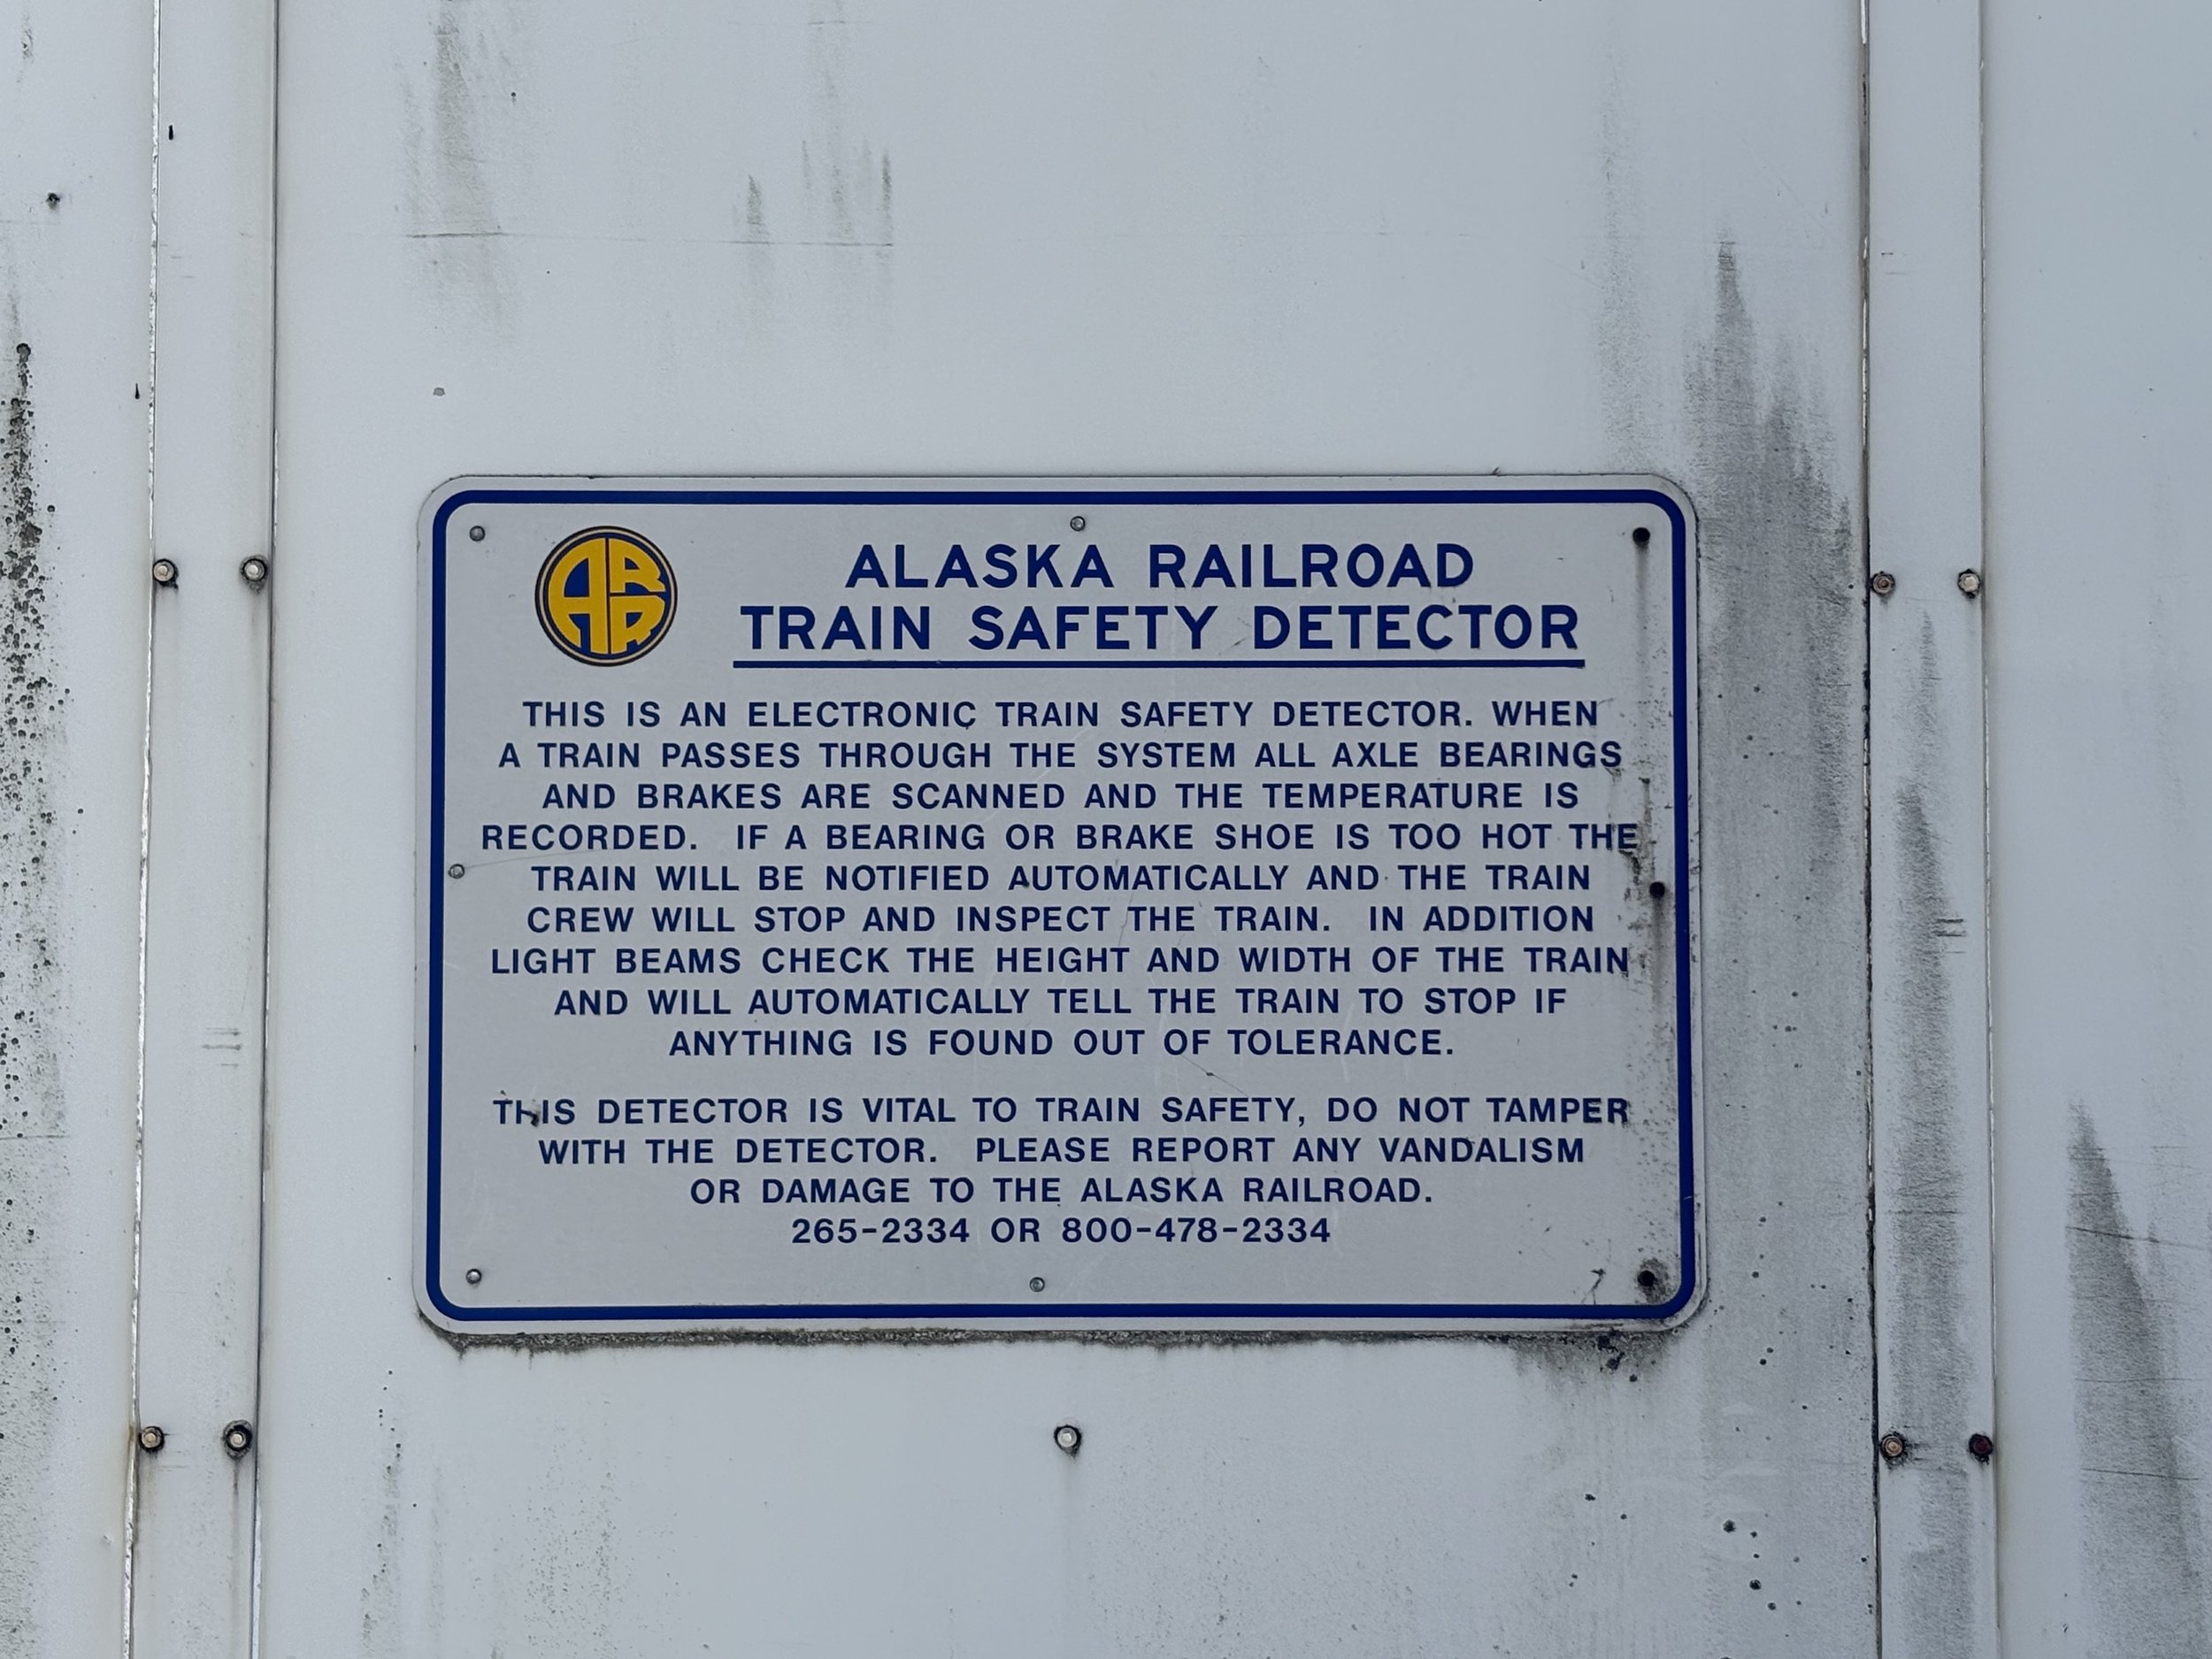 ARR
ALASKA RAILROAD
TRAIN SAFETY DETECTOR
THIS IS AN ELECTRONIC TRAIN SAFETY DETECTOR. WHEN
A TRAIN PASSES THROUGH THE SYSTEM ALL AXLE BEARINGS
AND BRAKES ARE SCANNED AND THE TEMPERATURE IS
RECORDED. IF A BEARING OR BRAKE SHOE IS TOO HOT THE
TRAIN WILL BE NOTIFIED AUTOMATICALLY AND THE TRAIN
CREW WILL STOP AND INSPECT THE TRAIN. IN ADDITION
LIGHT BEAMS CHECK THE HEIGHT AND WIDTH OF THE TRAIN
AND WILL AUTOMATICALLY TELL THE TRAIN TO STOP IF
ANYTHING IS FOUND OUT OF TOLERANCE.
THIS DETECTOR IS VITAL TO TRAIN SAFETY, DO NOT TAMPER
WITH THE DETECTOR. PLEASE REPORT ANY VANDALISM
OR DAMAGE TO THE ALASKA RAILROAD.
265-2334 OR 800-478-2334